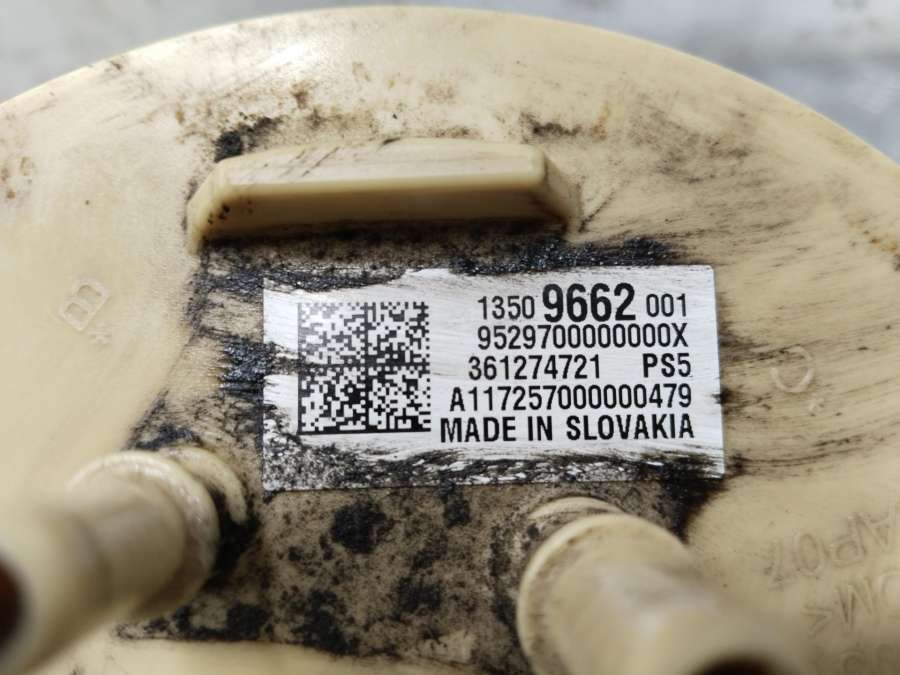 1350 9662 001
9529700000000X
361274721 PS5
A117257000000479
MADE IN SLOVAKIA
B
C